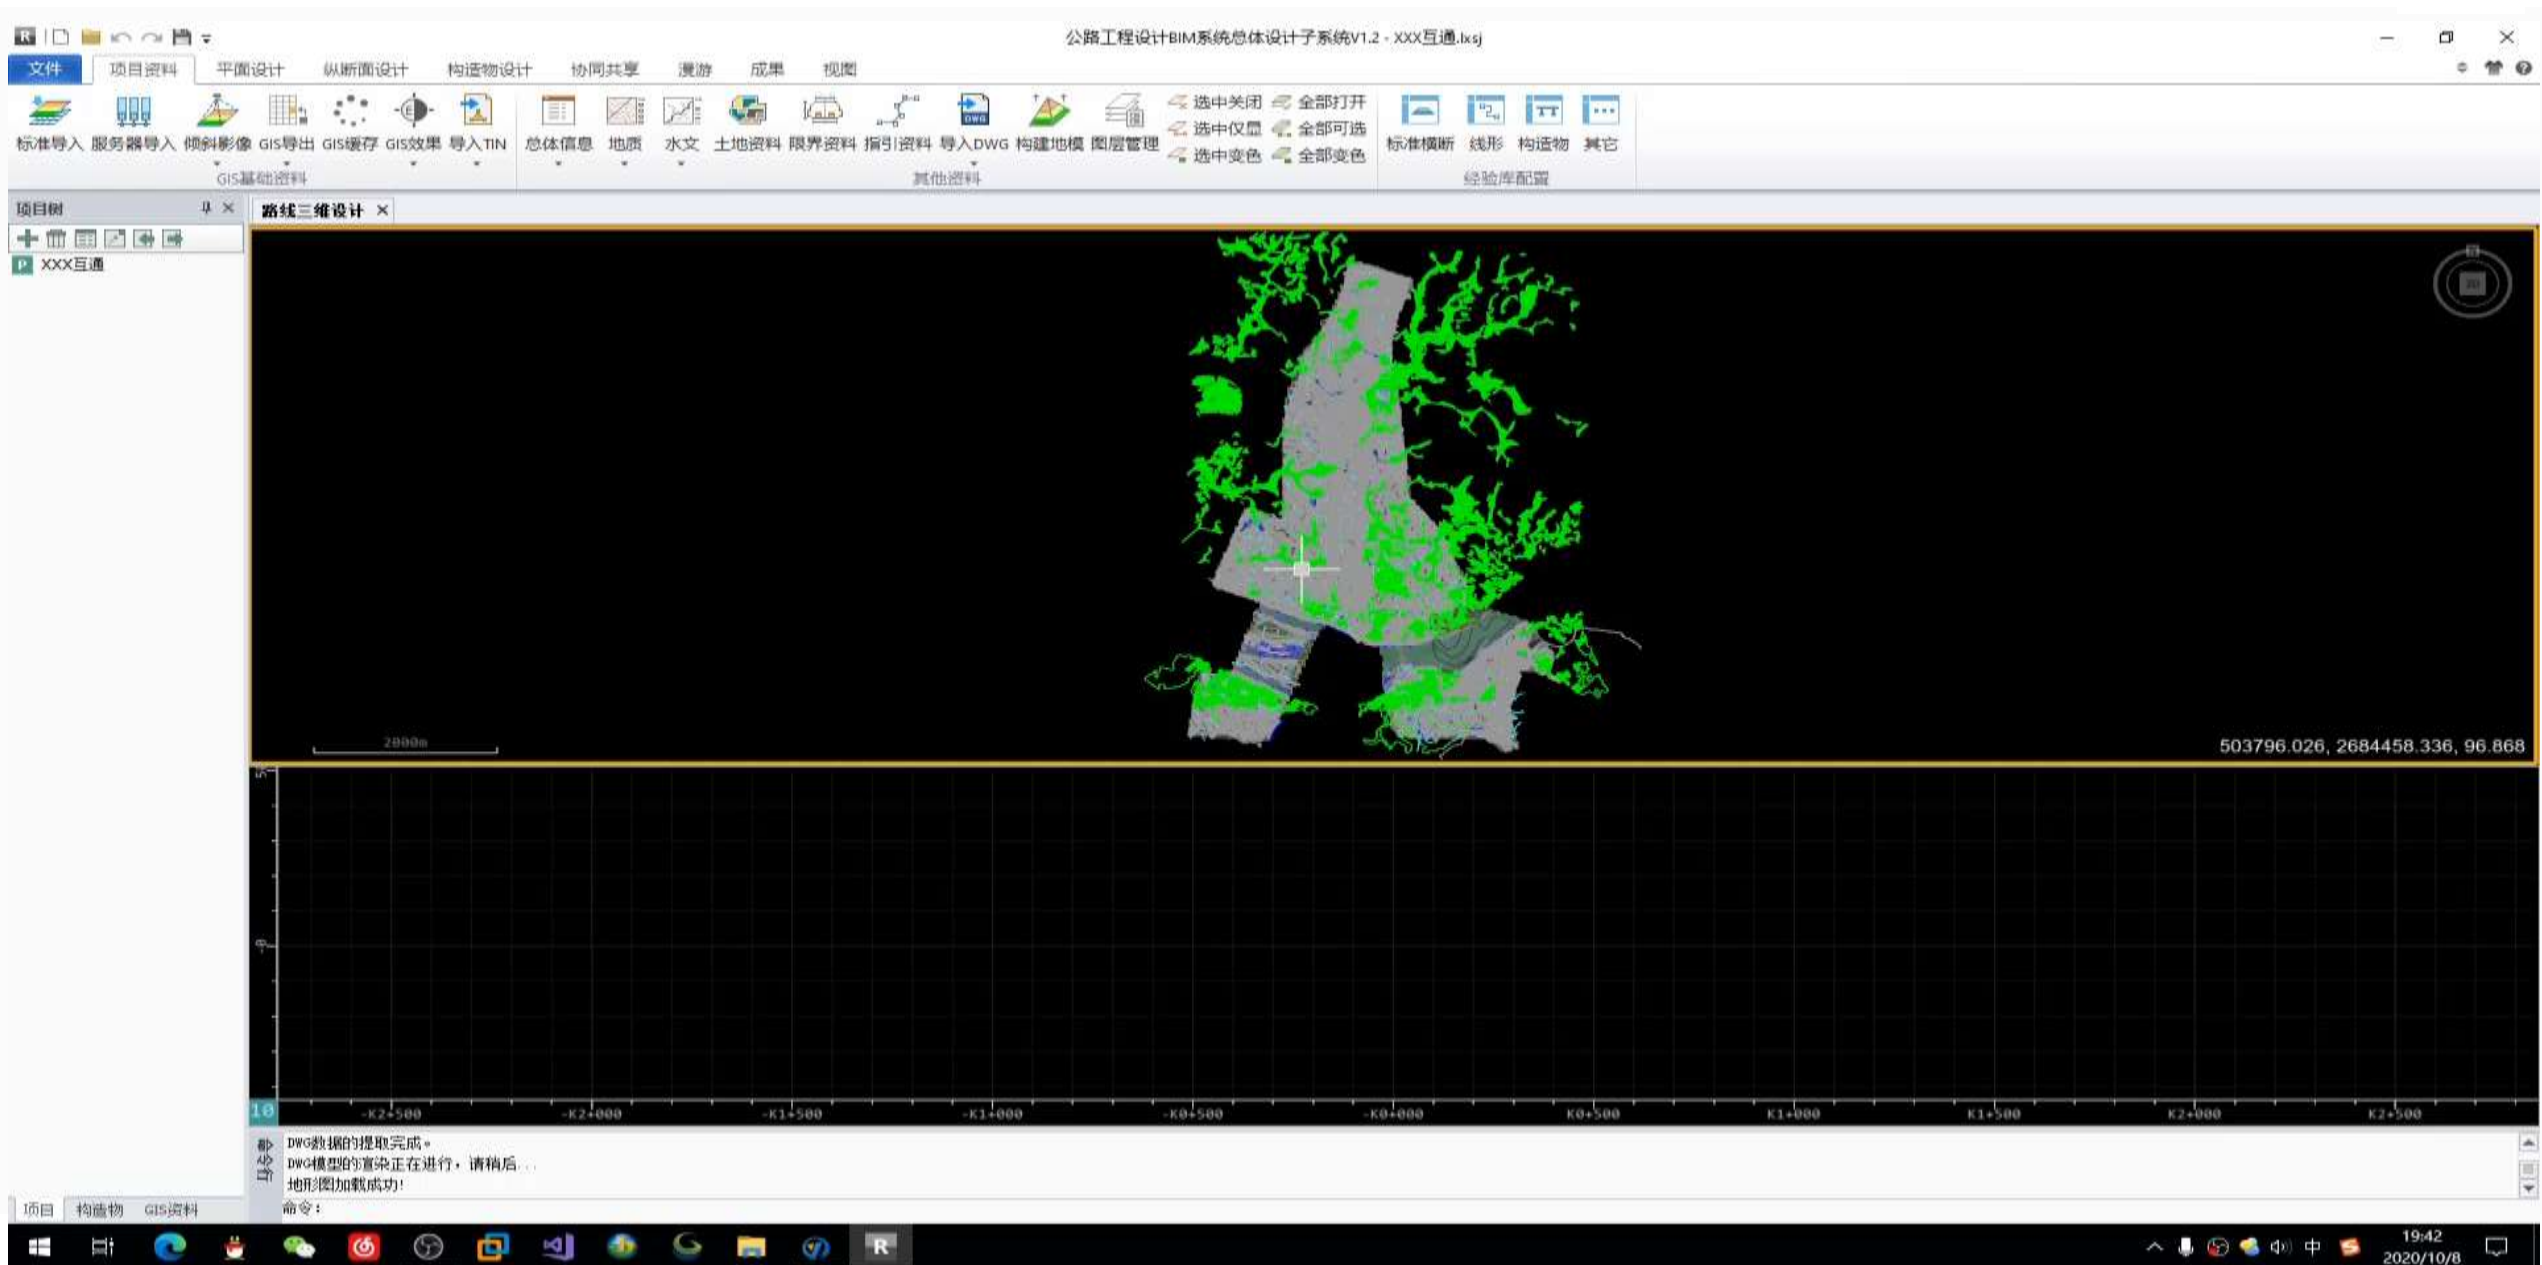 公路工程设计BIM系统总体设计子系统V1.2 - XXX互通.lxsj
文件 项目资料 平面设计 纵断面设计 构造物设计 协同共享 漫游 成果 视图
选中关闭 全部打开
选中仅显 全部可选
选中变色 全部变色
标准导入 服务器导入 倾斜影像 GIS导出 GIS缓存 GIS效果 导入TIN 总体信息 地质 水文 土地资料 限界资料 指引资料 导入DWG 构建地模 图层管理 标准横断 线形 构造物 其它
GIS基础资料 其他资料 经验库配置
项目树
路线三维设计
XXX互通
2000m
503796.026, 2684458.336, 96.868
10
-K2+500 -K2+000 -K1+500 -K1+000 -K0+500 -K0+000 K0+500 K1+000 K1+500 K2+000 K2+500
命令行
DWG数据的提取完成。
DWG模型的渲染正在进行，请稍后...
地形图加载成功!
命令:
项目 构造物 GIS资料
R
中
19:42
2020/10/8